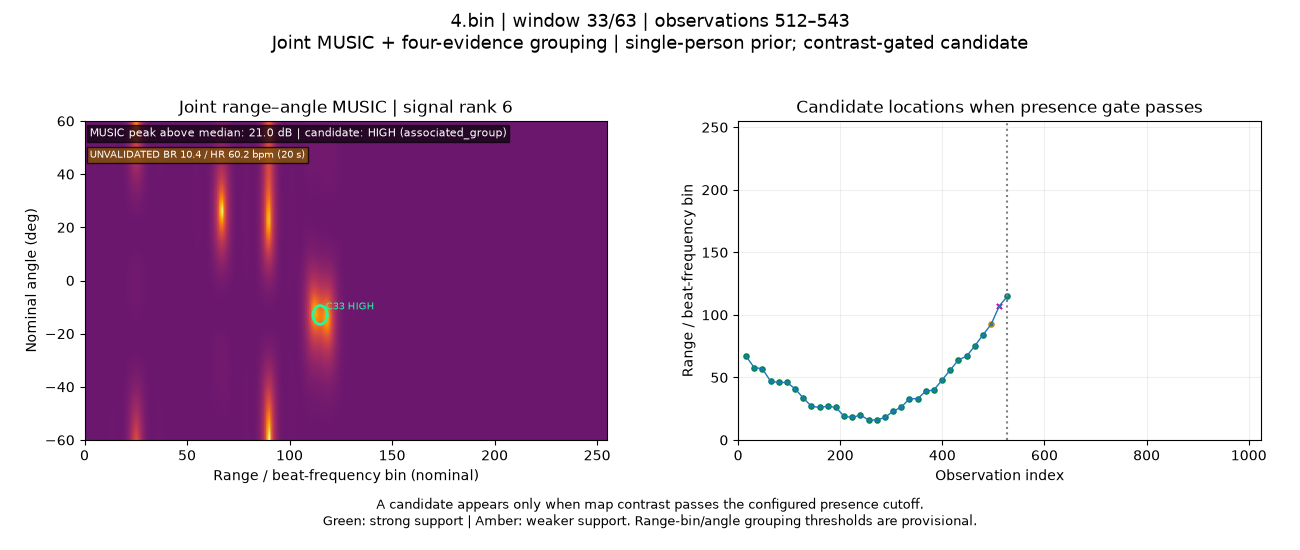 4.bin | window 33/63 | observations 512–543
Joint MUSIC + four-evidence grouping | single-person prior; contrast-gated candidate
Joint range–angle MUSIC | signal rank 6
MUSIC peak above median: 21.0 dB | candidate: HIGH (associated_group)
UNVALIDATED BR 10.4 / HR 60.2 bpm (20 s)
C33 HIGH
60
40
20
0
−20
−40
−60
Nominal angle (deg)
0
50
100
150
200
250
Range / beat-frequency bin (nominal)
Candidate locations when presence gate passes
250
200
150
100
50
0
Range / beat-frequency bin
0
200
400
600
800
1000
Observation index
A candidate appears only when map contrast passes the configured presence cutoff.
Green: strong support | Amber: weaker support. Range-bin/angle grouping thresholds are provisional.